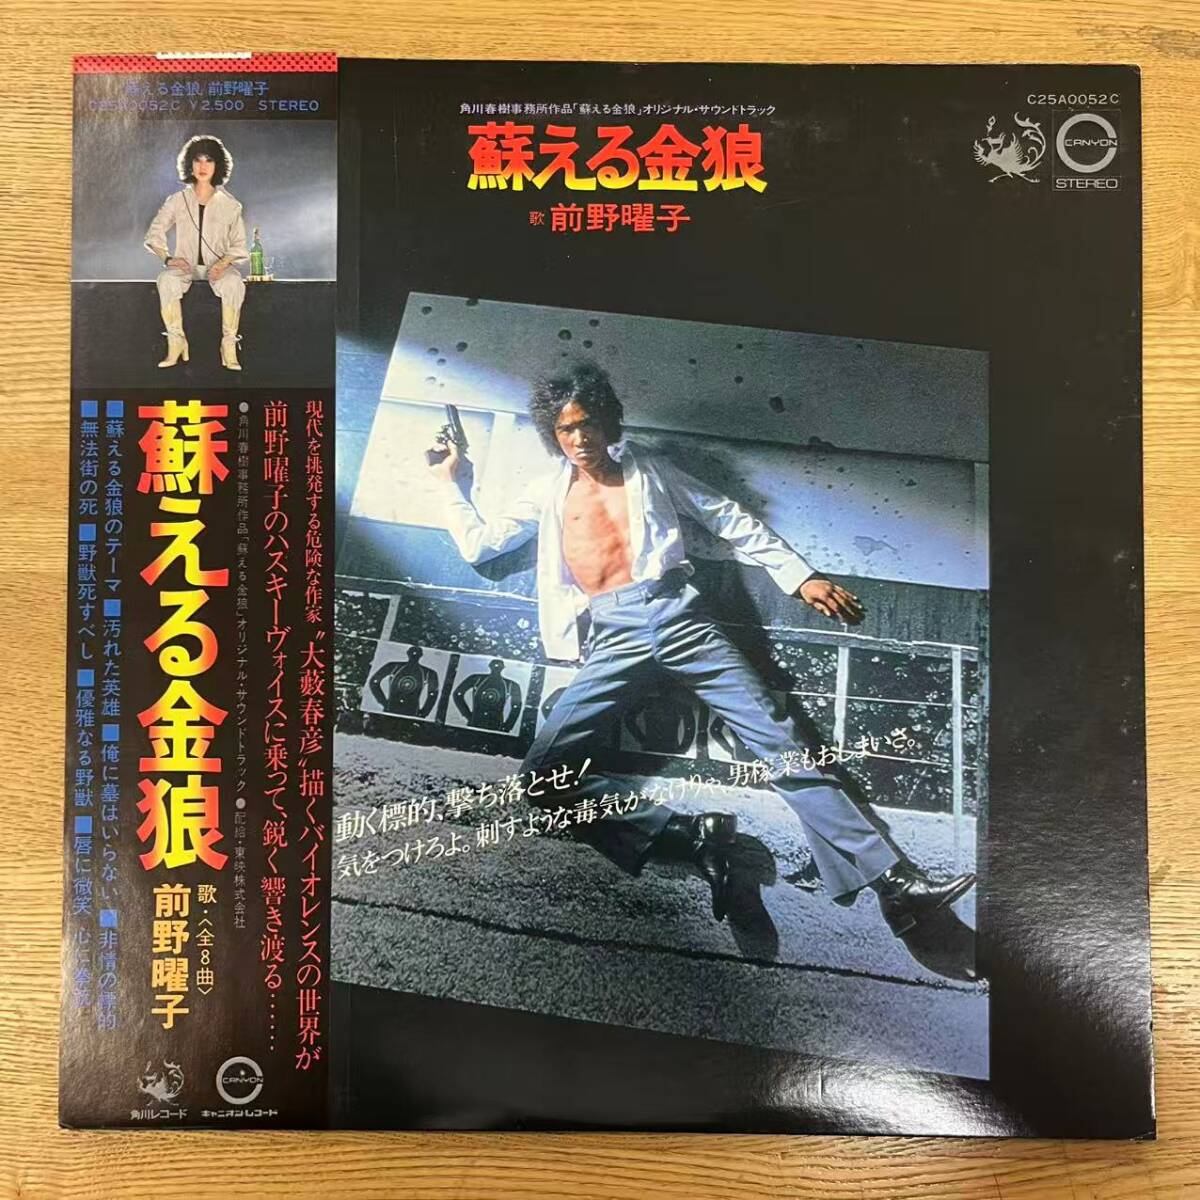 蘇える金狼/前野曜子
C25A0052C ¥2,500 STEREO
現代を挑発する危険な作家〝大藪春彦〟描くバイオレンスの世界が
前野曜子のハスキーヴォイスに乗って、鋭く響き渡る……
●角川春樹事務所作品「蘇える金狼」オリジナル・サウンドトラック ●配給・東映株式会社
蘇える金狼
歌・〈全8曲〉
前野曜子
■蘇える金狼のテーマ ■汚れた英雄 ■俺に墓はいらない ■非情の標的
■無法街の死 ■野獣死すべし ■優雅なる野獣 ■唇に微笑 心に拳銃
角川レコード
CANYON
キャニオンレコード
角川春樹事務所作品「蘇える金狼」オリジナル・サウンドトラック
蘇える金狼
歌 前野曜子
C25A0052C
CANYON
STEREO
動く標的、撃ち落とせ!
気をつけろよ。刺すような毒気がなけりゃ、男稼業もおしまいさ。